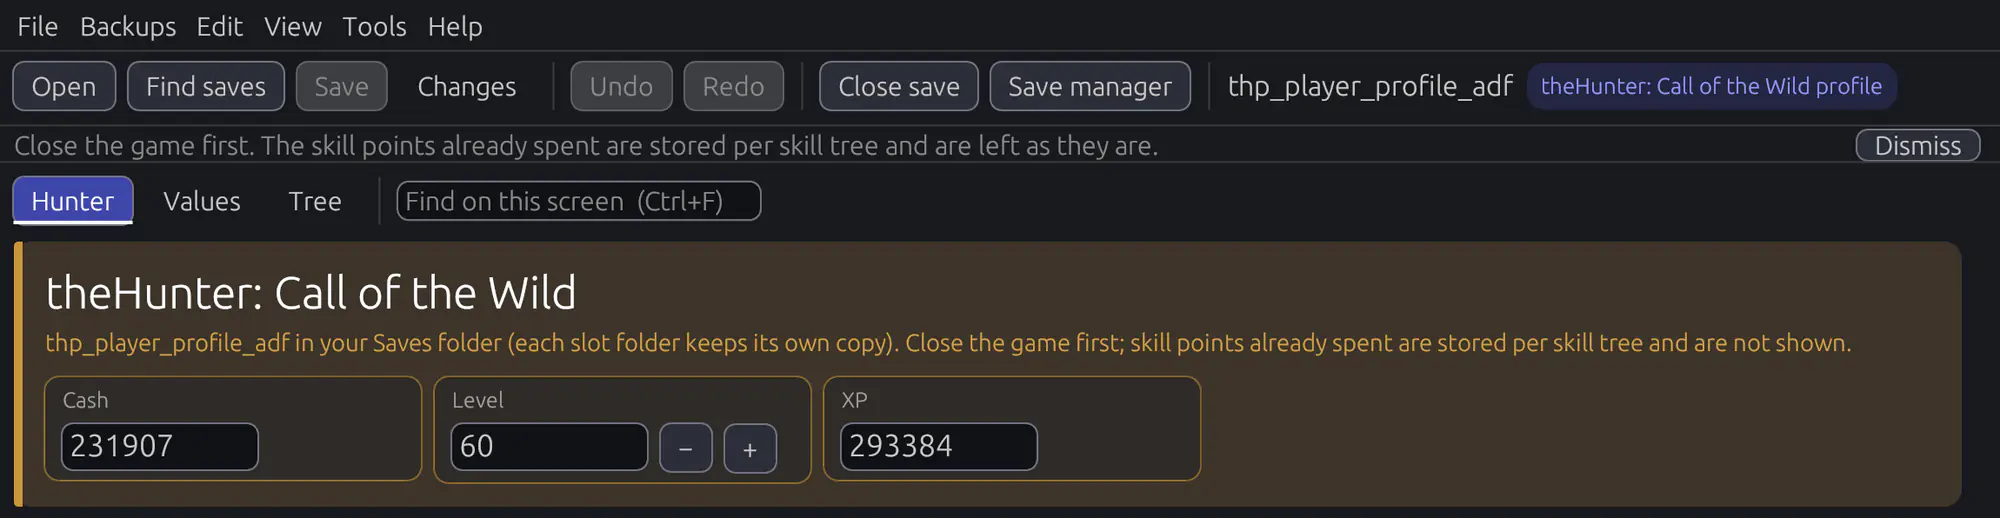 File Backups Edit View Tools Help
Open Find saves Save Changes Undo Redo Close save Save manager thp_player_profile_adf theHunter: Call of the Wild profile
Close the game first. The skill points already spent are stored per skill tree and are left as they are. Dismiss
Hunter Values Tree Find on this screen (Ctrl+F)
theHunter: Call of the Wild
thp_player_profile_adf in your Saves folder (each slot folder keeps its own copy). Close the game first; skill points already spent are stored per skill tree and are not shown.
Cash Level XP
231907 60 − + 293384